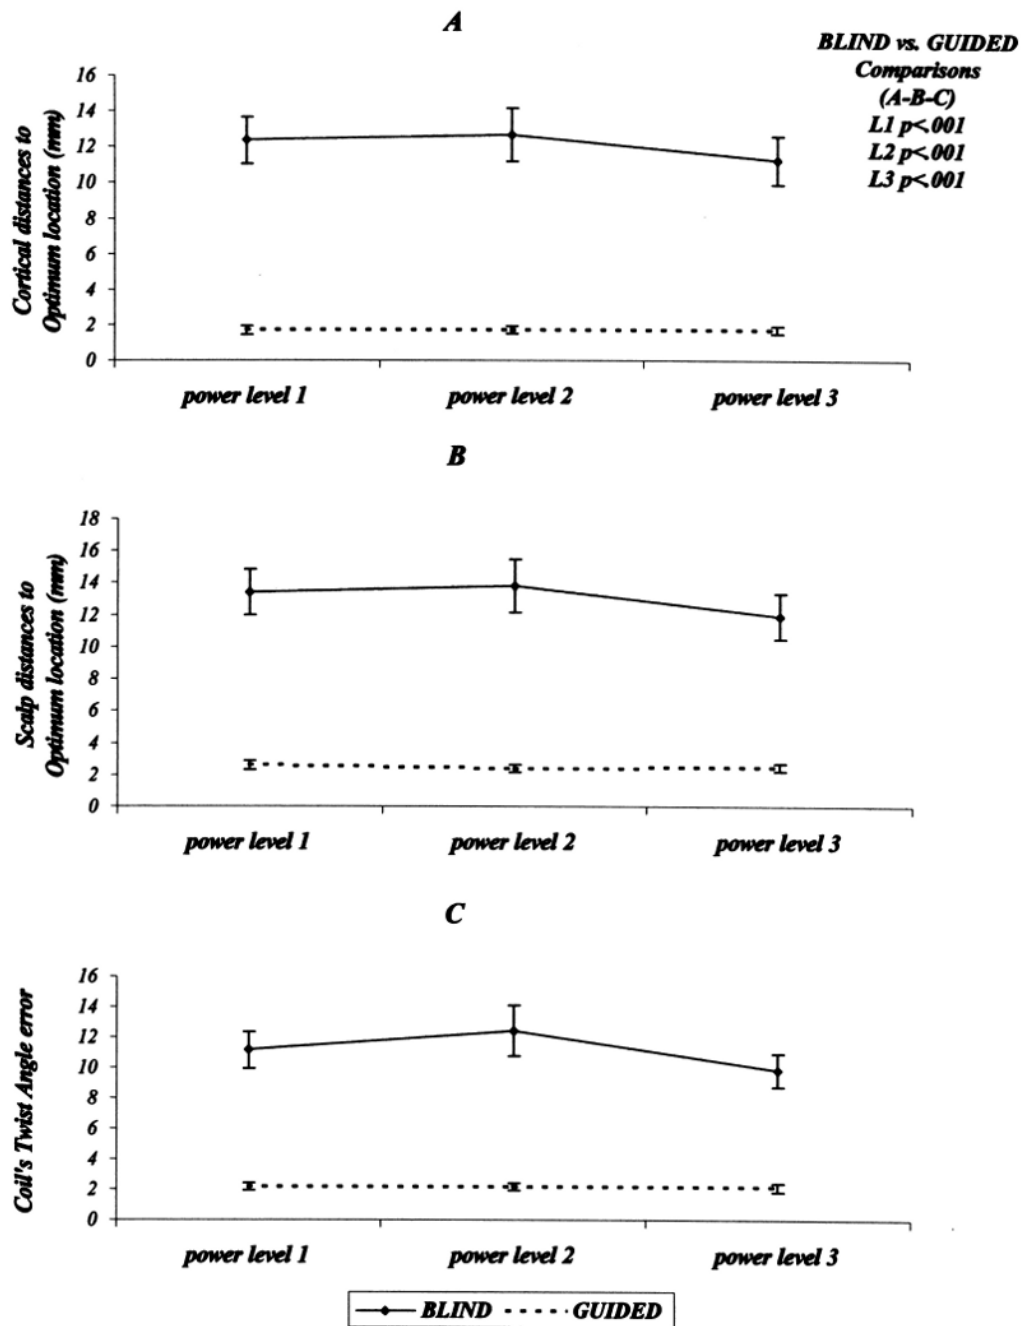 A
BLIND vs. GUIDED
Comparisons
(A-B-C)
L1 p<.001
L2 p<.001
L3 p<.001
Cortical distances to
Optimum location (mm)
16
14
12
10
8
6
4
2
0
power level 1
power level 2
power level 3
B
Scalp distances to
Optimum location (mm)
18
16
14
12
10
8
6
4
2
0
power level 1
power level 2
power level 3
C
Coil's Twist Angle error
16
14
12
10
8
6
4
2
0
power level 1
power level 2
power level 3
BLIND
GUIDED